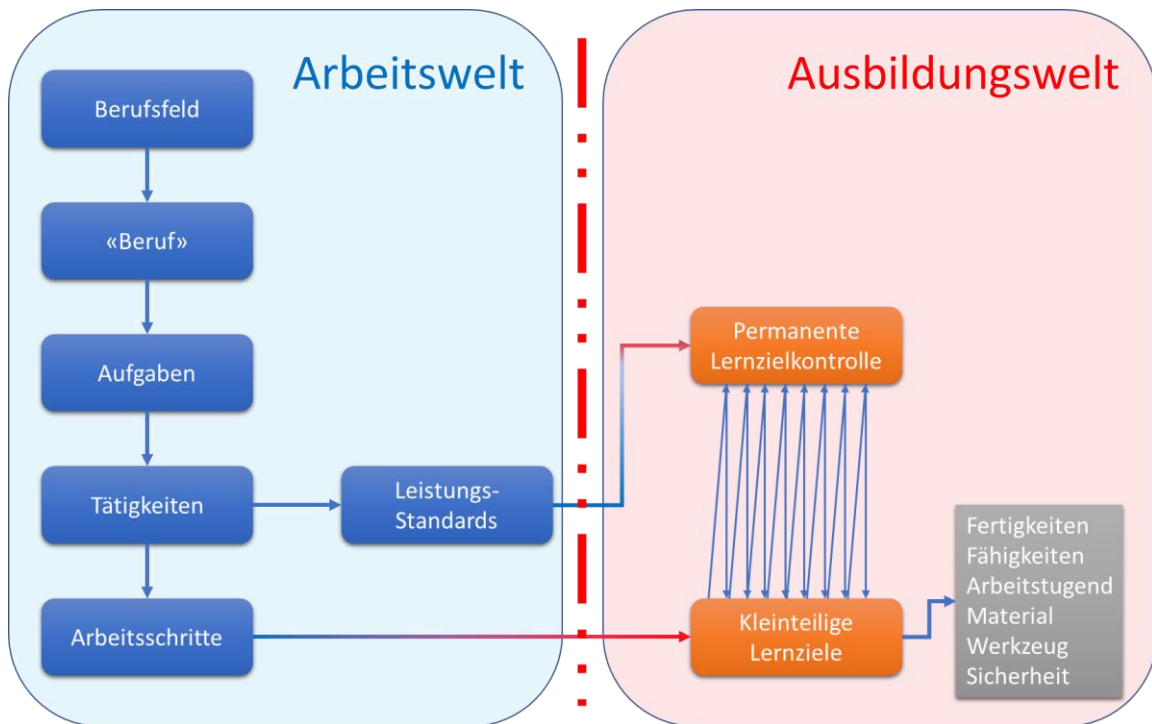 Arbeitswelt
Berufsfeld
«Beruf»
Aufgaben
Tätigkeiten
Leistungs-
Standards
Arbeitsschritte
Ausbildungswelt
Permanente
Lernzielkontrolle
Kleinteilige
Lernziele
Fertigkeiten
Fähigkeiten
Arbeitstugend
Material
Werkzeug
Sicherheit